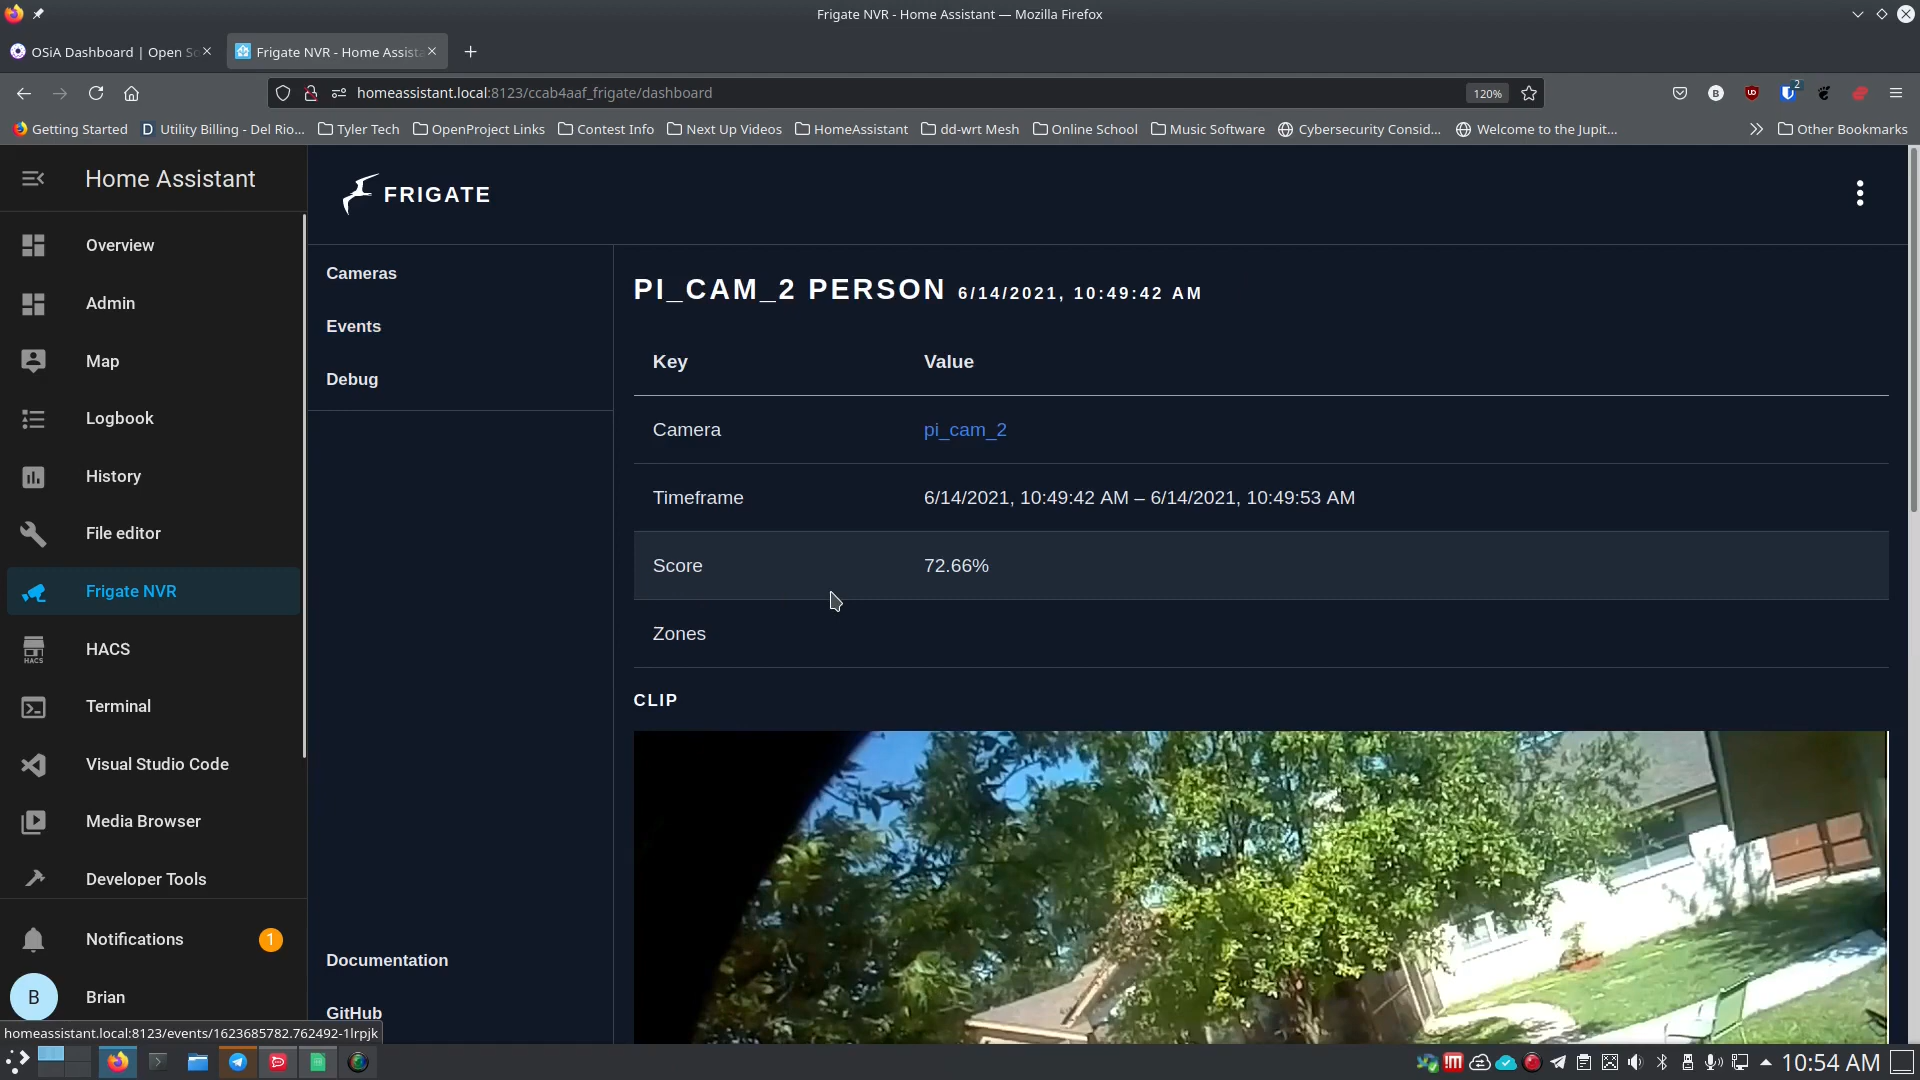 Frigate NVR - Home Assistant — Mozilla Firefox
OSiA Dashboard | Open So
Frigate NVR - Home Assista
homeassistant.local:8123/ccab4aaf_frigate/dashboard
120%
B
UD
2
Getting Started
D Utility Billing - Del Rio...
Tyler Tech
OpenProject Links
Contest Info
Next Up Videos
HomeAssistant
dd-wrt Mesh
Online School
Music Software
Cybersecurity Consid...
Welcome to the Jupit...
Other Bookmarks
Home Assistant
Overview
Admin
Map
Logbook
History
File editor
Frigate NVR
HACS
HACS
Terminal
Visual Studio Code
Media Browser
Developer Tools
Notifications
1
B
Brian
homeassistant.local:8123/events/1623685782.762492-1lrpjk
FRIGATE
Cameras
Events
Debug
Documentation
GitHub
PI_CAM_2 PERSON 6/14/2021, 10:49:42 AM
Key Value
Camera pi_cam_2
Timeframe 6/14/2021, 10:49:42 AM – 6/14/2021, 10:49:53 AM
Score 72.66%
Zones
CLIP
10:54 AM